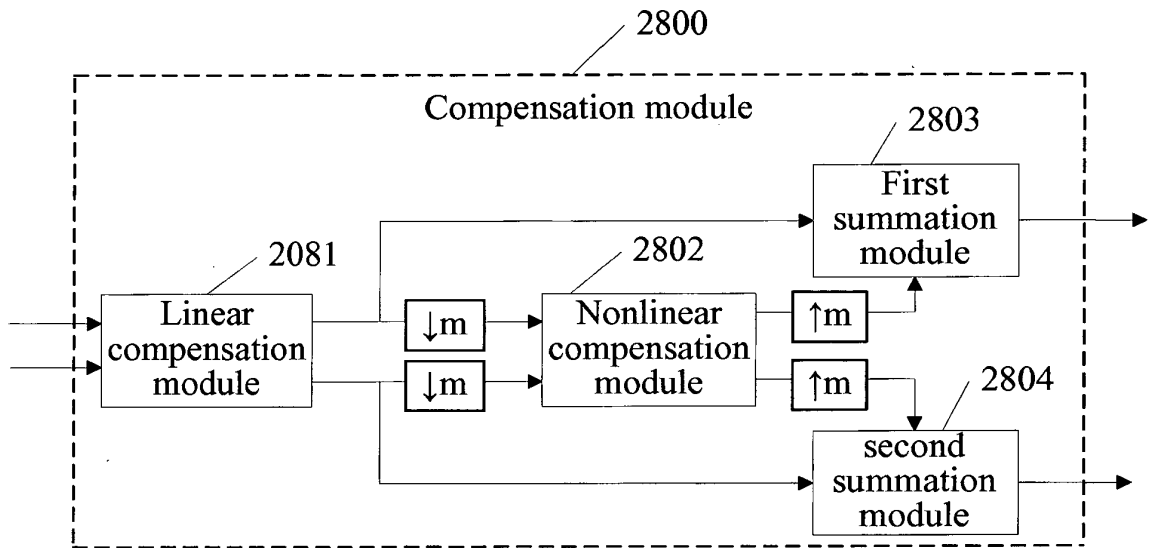 2800
Compensation module
2803
First
summation
module
2081
Linear
compensation
module
↓m
↓m
2802
Nonlinear
compensation
module
↑m
↑m
2804
second
summation
module